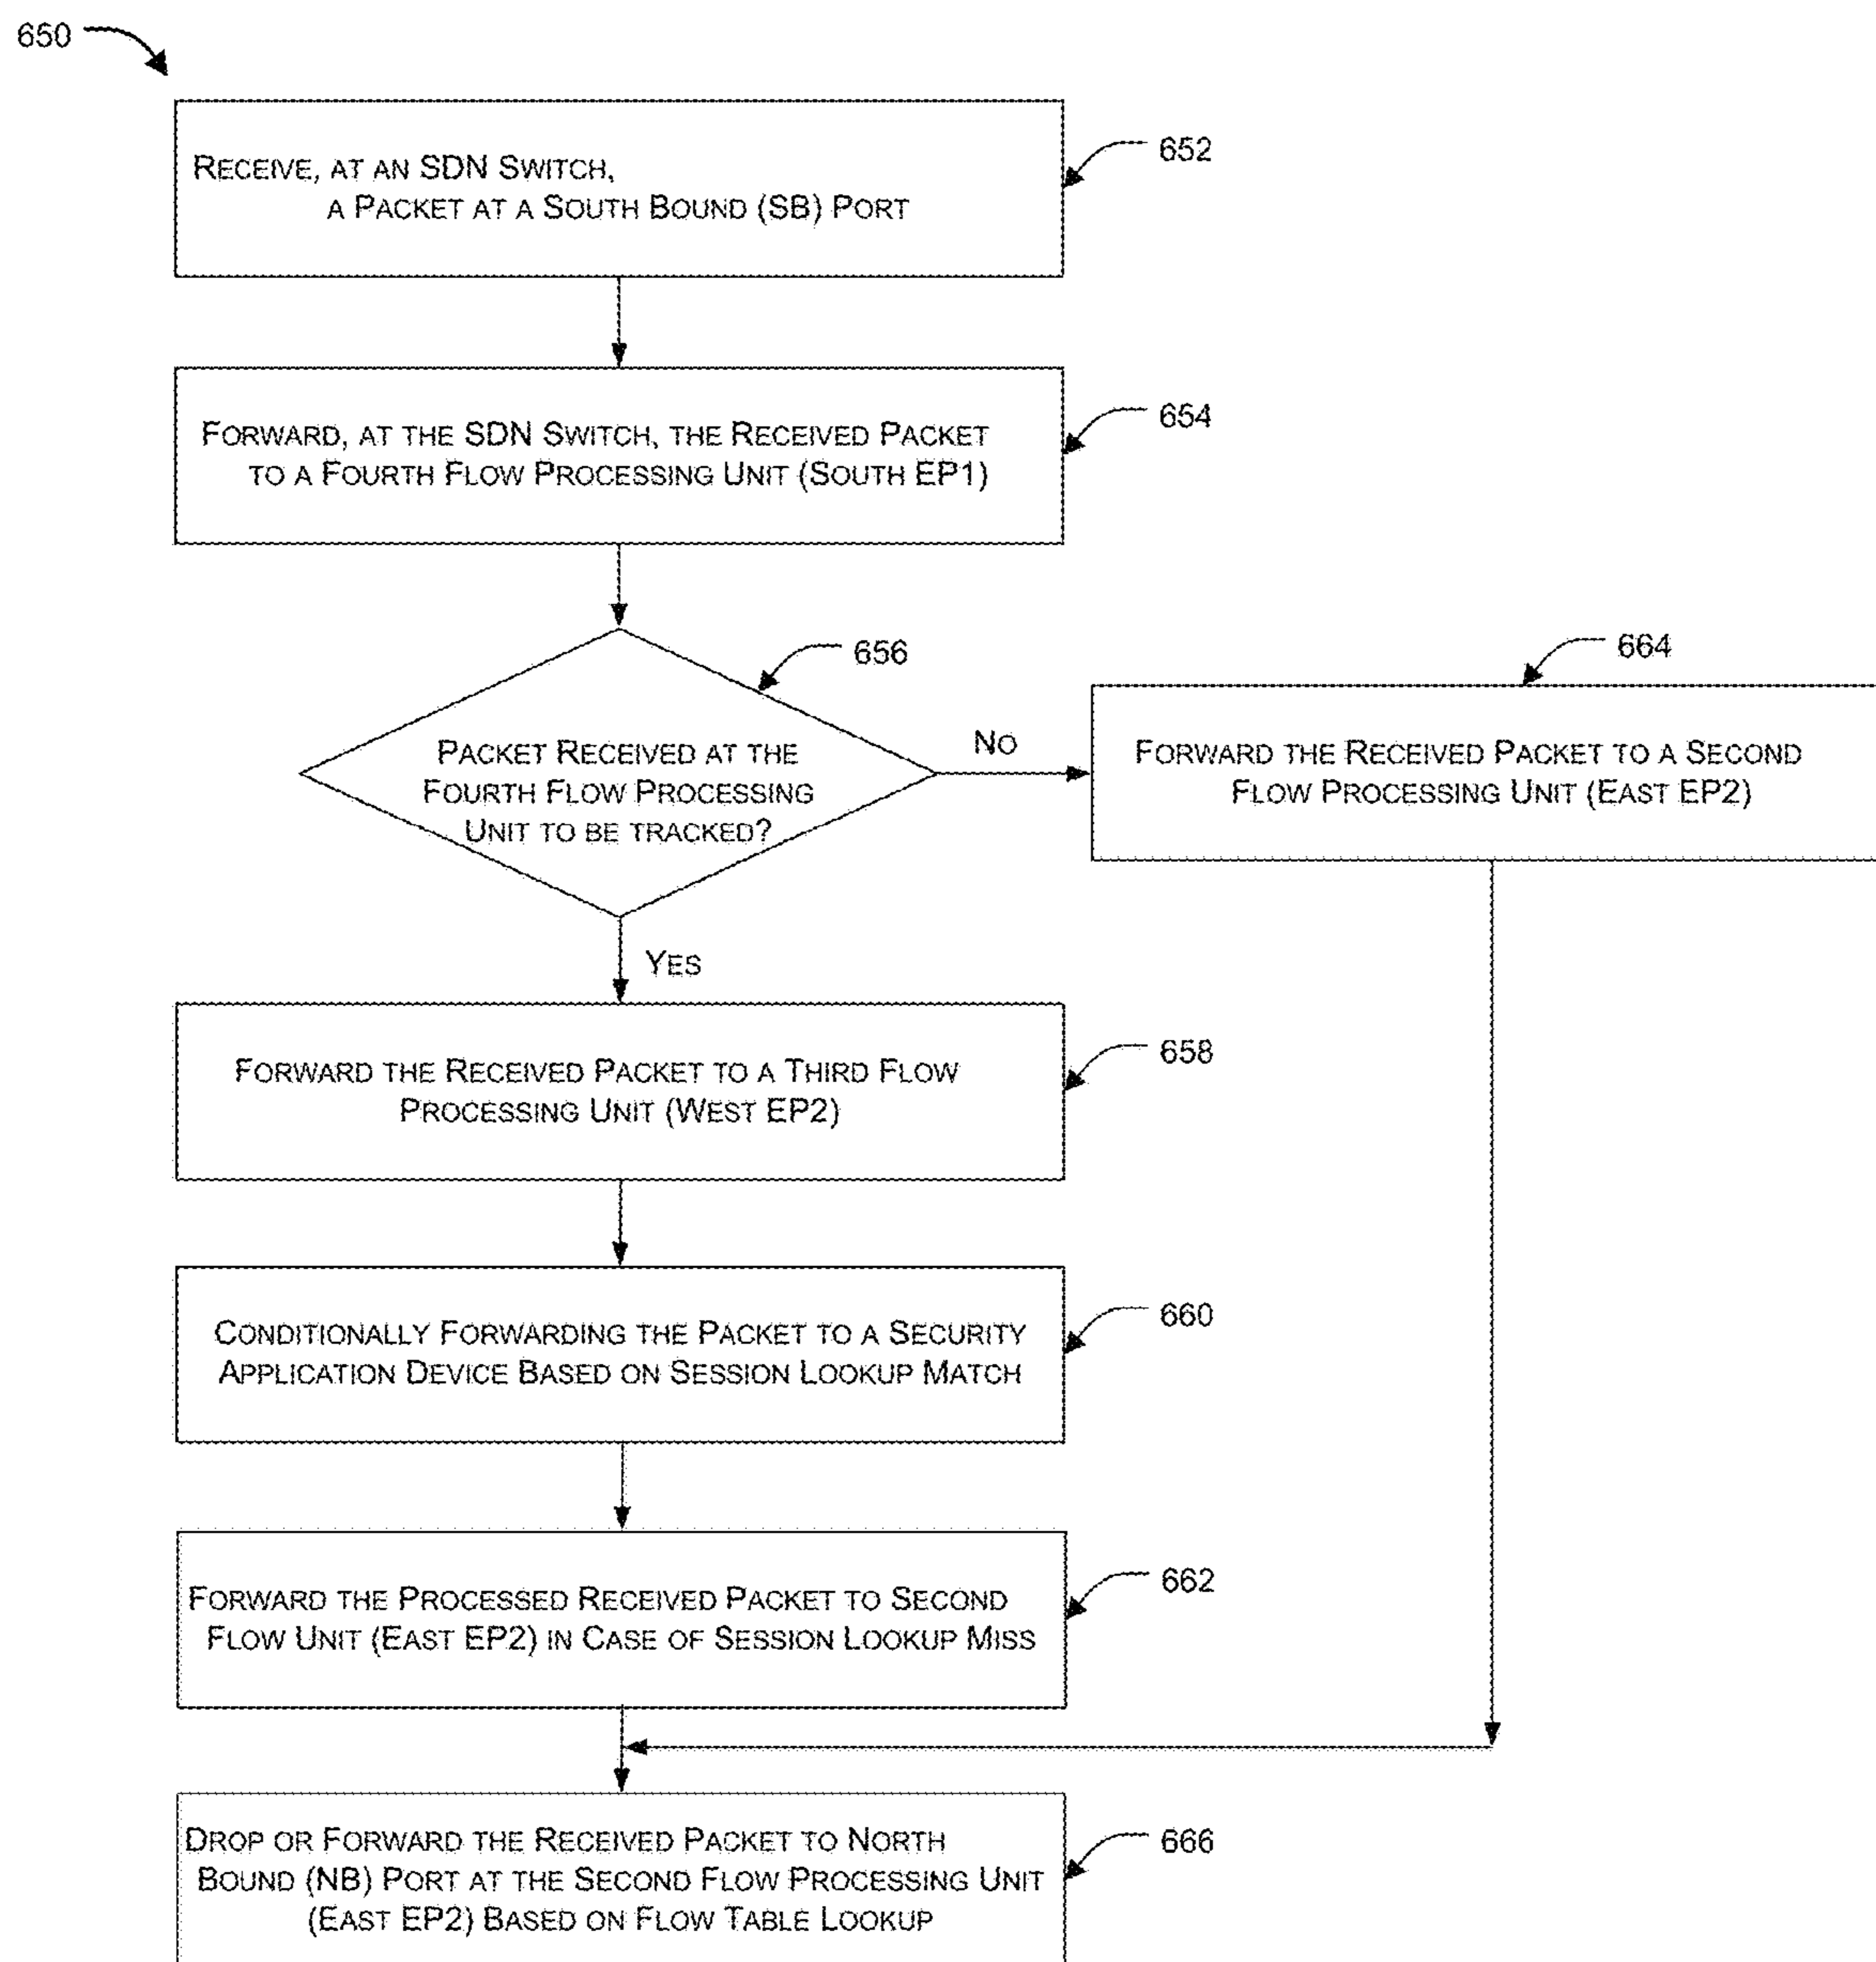 650
RECEIVE, AT AN SDN SWITCH,
A PACKET AT A SOUTH BOUND (SB) PORT
652
FORWARD, AT THE SDN SWITCH, THE RECEIVED PACKET
TO A FOURTH FLOW PROCESSING UNIT (SOUTH EP1)
654
PACKET RECEIVED AT THE
FOURTH FLOW PROCESSING
UNIT TO BE TRACKED?
656
NO
FORWARD THE RECEIVED PACKET TO A SECOND
FLOW PROCESSING UNIT (EAST EP2)
664
YES
FORWARD THE RECEIVED PACKET TO A THIRD FLOW
PROCESSING UNIT (WEST EP2)
658
CONDITIONALLY FORWARDING THE PACKET TO A SECURITY
APPLICATION DEVICE BASED ON SESSION LOOKUP MATCH
660
FORWARD THE PROCESSED RECEIVED PACKET TO SECOND
FLOW UNIT (EAST EP2) IN CASE OF SESSION LOOKUP MISS
662
DROP OR FORWARD THE RECEIVED PACKET TO NORTH
BOUND (NB) PORT AT THE SECOND FLOW PROCESSING UNIT
(EAST EP2) BASED ON FLOW TABLE LOOKUP
666